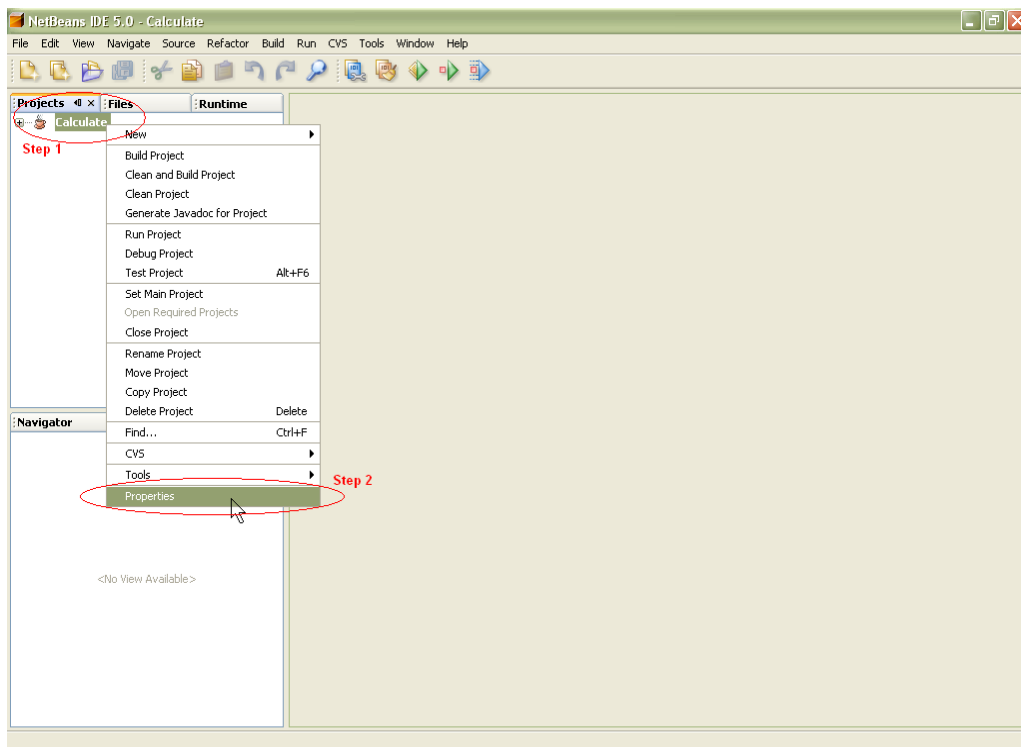 NetBeans IDE 5.0 - Calculate
File Edit View Navigate Source Refactor Build Run CVS Tools Window Help
Projects Files Runtime
Calculate
Step 1
New
Build Project
Clean and Build Project
Clean Project
Generate Javadoc for Project
Run Project
Debug Project
Test Project Alt+F6
Set Main Project
Open Required Projects
Close Project
Rename Project
Move Project
Copy Project
Delete Project Delete
Navigator
Find... Ctrl+F
CVS
Tools
Step 2
Properties
<No View Available>